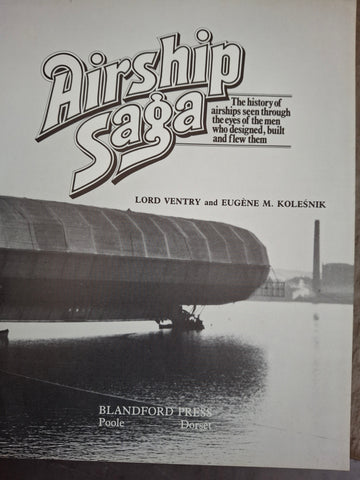 Airship
Saga
The history of
airships seen through
the eyes of the men
who designed, built
and flew them
LORD VENTRY and EUGÈNE M. KOLEŚNIK
BLANDFORD PRESS
Poole Dorset